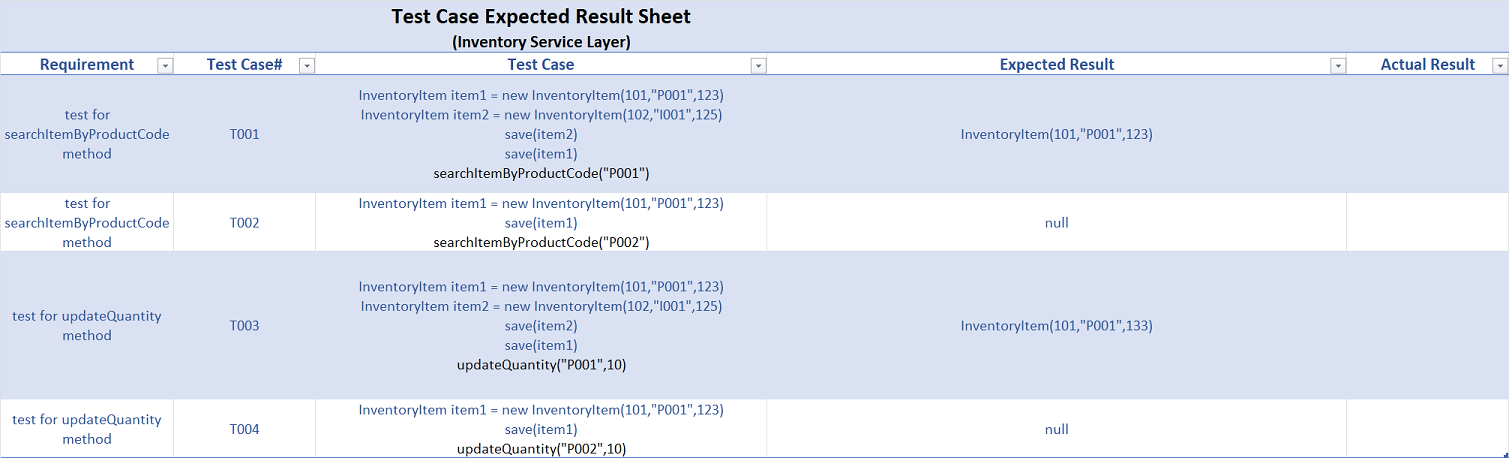 Test Case Expected Result Sheet
(Inventory Service Layer)
Requirement Test Case# Test Case Expected Result Actual Result
test for
searchItemByProductCode
method
T001
InventoryItem item1 = new InventoryItem(101,"P001",123)
InventoryItem item2 = new InventoryItem(102,"I001",125)
save(item2)
save(item1)
searchItemByProductCode("P001")
InventoryItem(101,"P001",123)
test for
searchItemByProductCode
method
T002
InventoryItem item1 = new InventoryItem(101,"P001",123)
save(item1)
searchItemByProductCode("P002")
null
test for updateQuantity
method
T003
InventoryItem item1 = new InventoryItem(101,"P001",123)
InventoryItem item2 = new InventoryItem(102,"I001",125)
save(item2)
save(item1)
updateQuantity("P001",10)
InventoryItem(101,"P001",133)
test for updateQuantity
method
T004
InventoryItem item1 = new InventoryItem(101,"P001",123)
save(item1)
updateQuantity("P002",10)
null